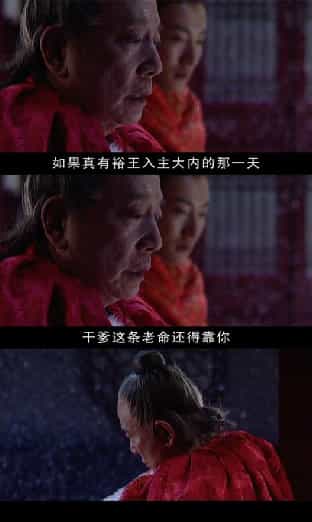 如果真有裕王入主大内的那一天
干爹这条老命还得靠你